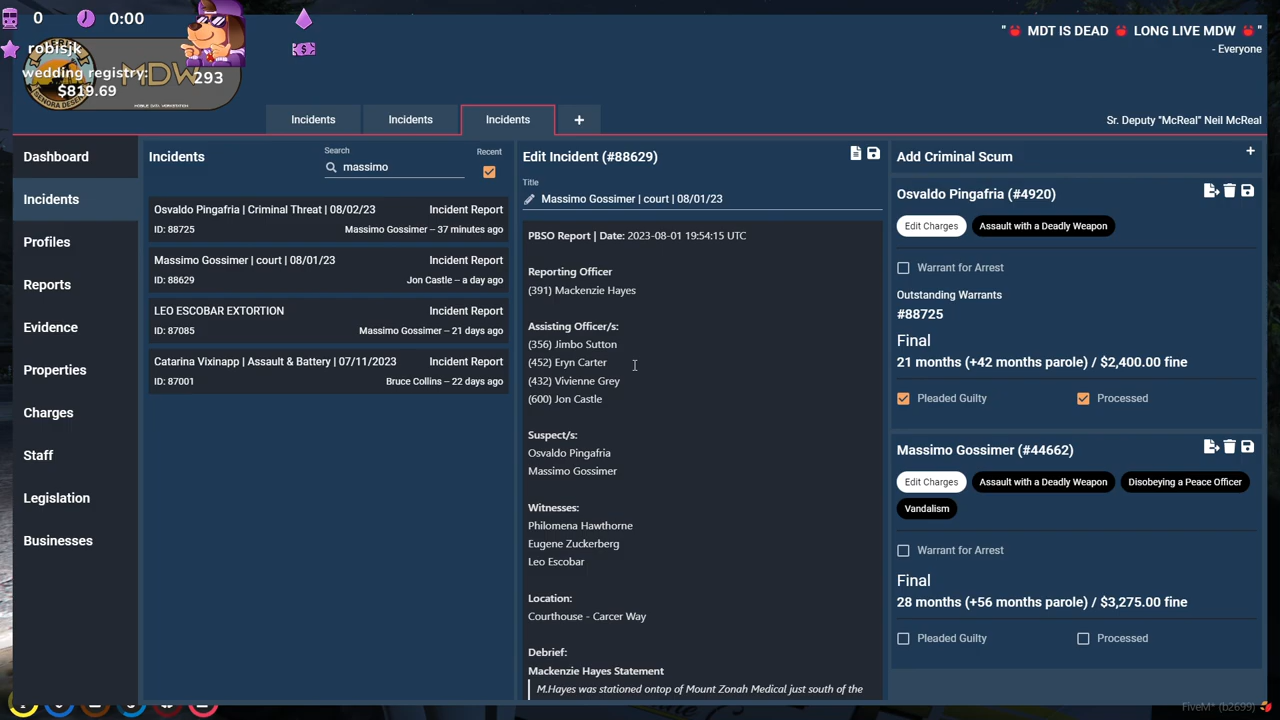 0
0:00
robisjk
wedding registry:
$819.69
293
MDW
MOBILE DATA WORKSTATION
" MDT IS DEAD LONG LIVE MDW "
- Everyone
Incidents
Incidents
Incidents
+
Sr. Deputy "McReal" Neil McReal
Dashboard
Incidents
Profiles
Reports
Evidence
Properties
Charges
Staff
Legislation
Businesses
Incidents
Search
massimo
Recent
Osvaldo Pingafria | Criminal Threat | 08/02/23 Incident Report
ID: 88725 Massimo Gossimer – 37 minutes ago
Massimo Gossimer | court | 08/01/23 Incident Report
ID: 88629 Jon Castle – a day ago
LEO ESCOBAR EXTORTION Incident Report
ID: 87085 Massimo Gossimer – 21 days ago
Catarina Vixinapp | Assault & Battery | 07/11/2023 Incident Report
ID: 87001 Bruce Collins – 22 days ago
Edit Incident (#88629)
Title
Massimo Gossimer | court | 08/01/23
PBSO Report | Date: 2023-08-01 19:54:15 UTC
Reporting Officer
(391) Mackenzie Hayes
Assisting Officer/s:
(356) Jimbo Sutton
(452) Eryn Carter
(432) Vivienne Grey
(600) Jon Castle
Suspect/s:
Osvaldo Pingafria
Massimo Gossimer
Witnesses:
Philomena Hawthorne
Eugene Zuckerberg
Leo Escobar
Location:
Courthouse - Carcer Way
Debrief:
Mackenzie Hayes Statement
M.Hayes was stationed ontop of Mount Zonah Medical just south of the
Add Criminal Scum +
Osvaldo Pingafria (#4920)
Edit Charges Assault with a Deadly Weapon
Warrant for Arrest
Outstanding Warrants
#88725
Final
21 months (+42 months parole) / $2,400.00 fine
Pleaded Guilty Processed
Massimo Gossimer (#44662)
Edit Charges Assault with a Deadly Weapon Disobeying a Peace Officer
Vandalism
Warrant for Arrest
Final
28 months (+56 months parole) / $3,275.00 fine
Pleaded Guilty Processed
FiveM* (b2699)